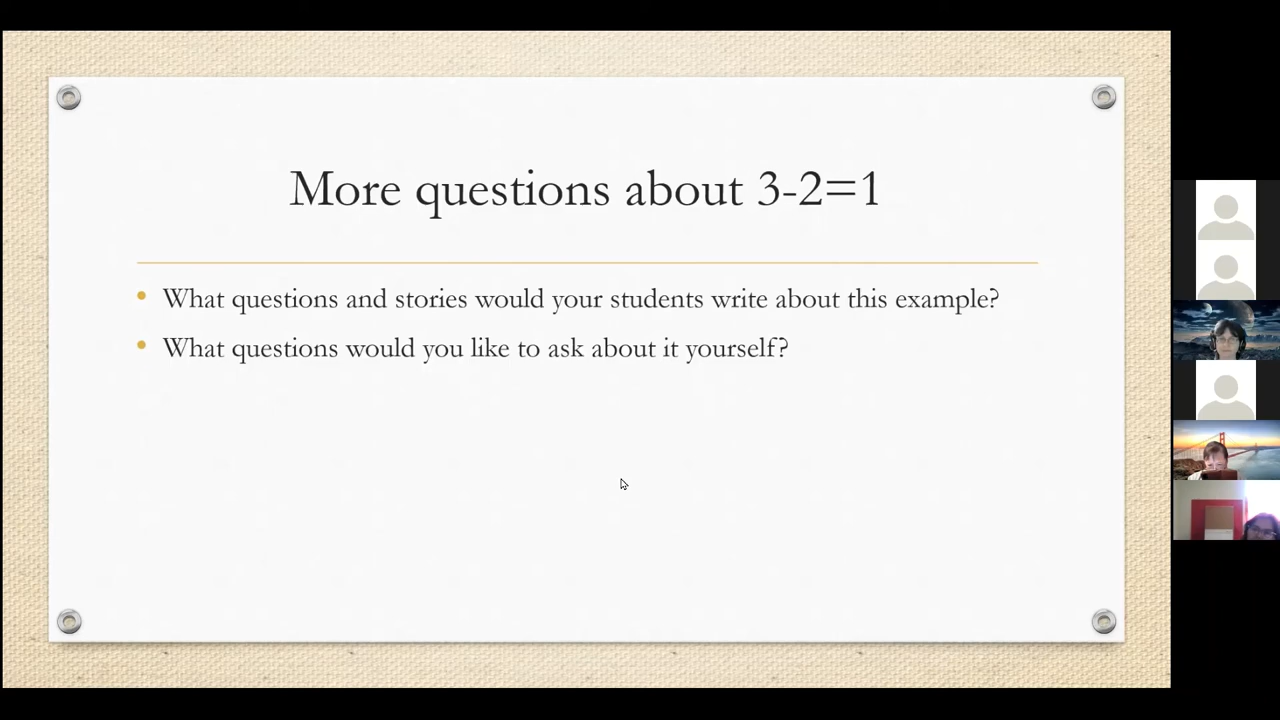 More questions about 3-2=1
• What questions and stories would your students write about this example?
• What questions would you like to ask about it yourself?